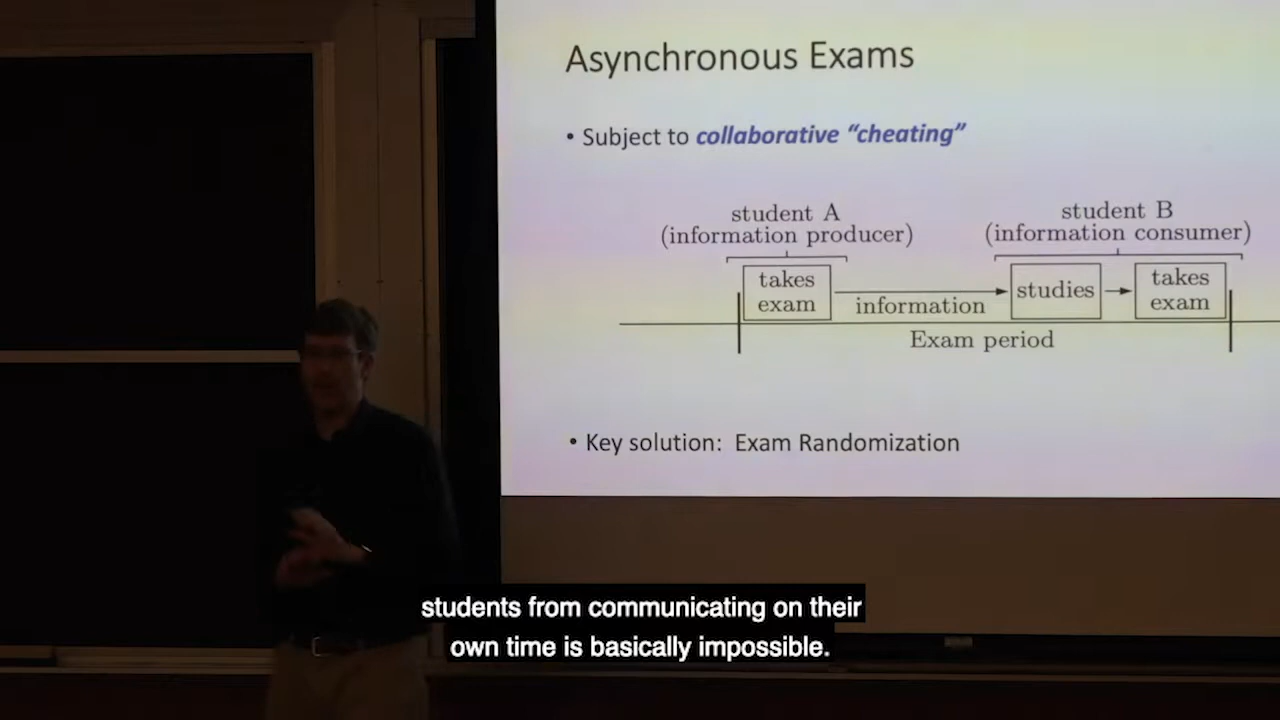 Asynchronous Exams
• Subject to collaborative “cheating”
student A
(information producer)
student B
(information consumer)
takes
exam
information
studies
takes
exam
Exam period
• Key solution: Exam Randomization
students from communicating on their
own time is basically impossible.